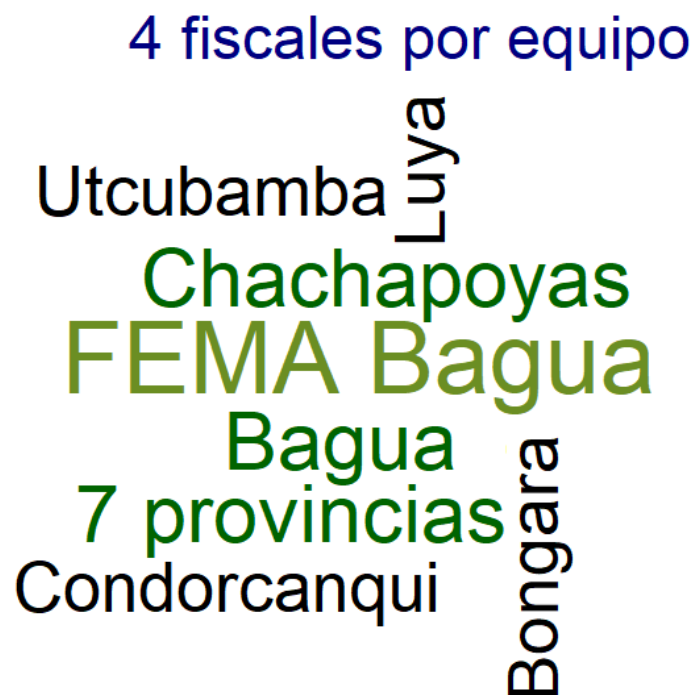 4 fiscales por equipo
Luya
Utcubamba
Chachapoyas
FEMA Bagua
Bagua
7 provincias
Bongara
Condorcanqui